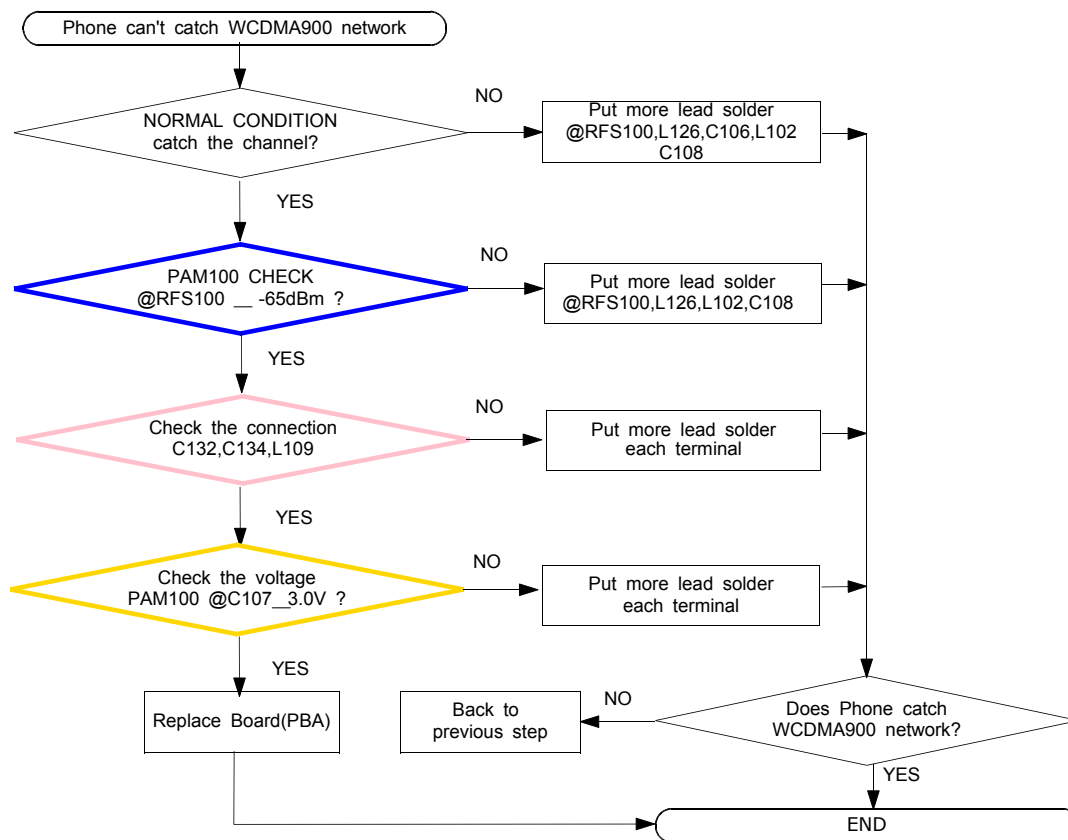 Phone can't catch WCDMA900 network
NORMAL CONDITION
catch the channel?
NO
Put more lead solder
@RFS100,L126,C106,L102
C108
YES
PAM100 CHECK
@RFS100 __ -65dBm ?
NO
Put more lead solder
@RFS100,L126,L102,C108
YES
Check the connection
C132,C134,L109
NO
Put more lead solder
each terminal
YES
Check the voltage
PAM100 @C107__3.0V ?
NO
Put more lead solder
each terminal
YES
Replace Board(PBA)
Back to
previous step
NO
Does Phone catch
WCDMA900 network?
YES
END